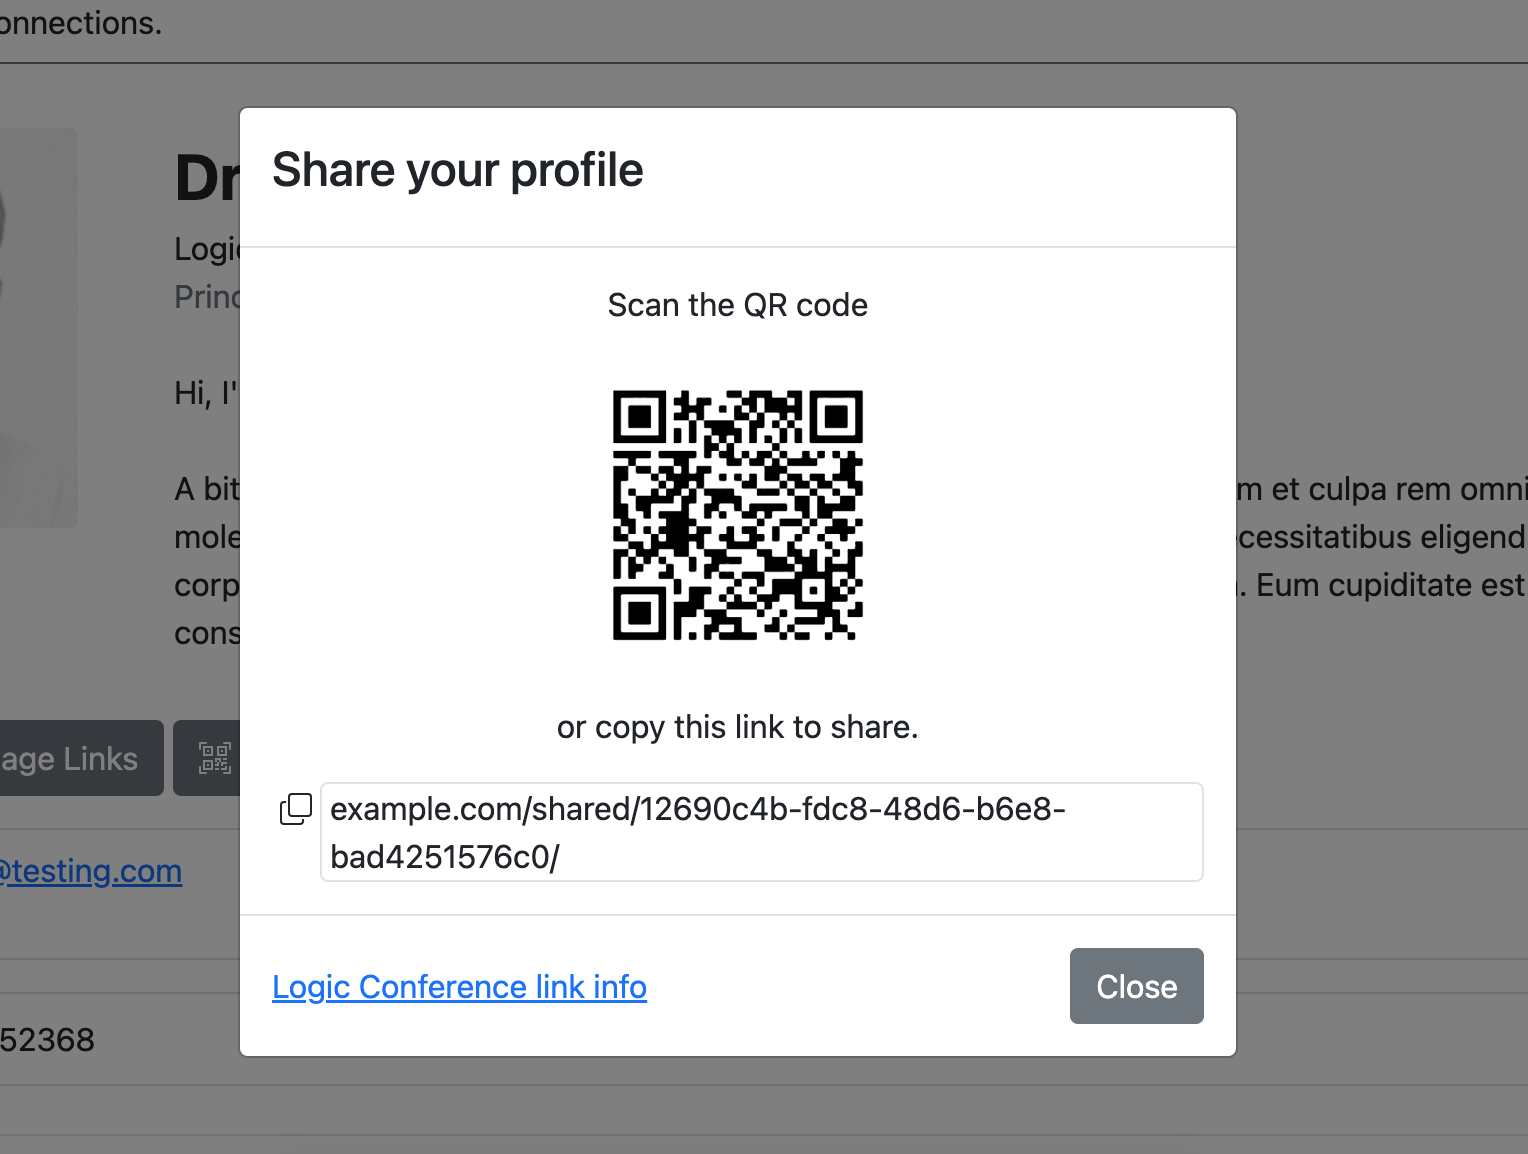 onnections.
Share your profile
Scan the QR code
Hi, I'
A bit
m et culpa rem omni
mole
cessitatibus eligend
corp
. Eum cupiditate est
cons
or copy this link to share.
age Links
example.com/shared/12690c4b-fdc8-48d6-b6e8-
bad4251576c0/
@testing.com
Logic Conference link info
Close
52368
Dr
Logic
Princ